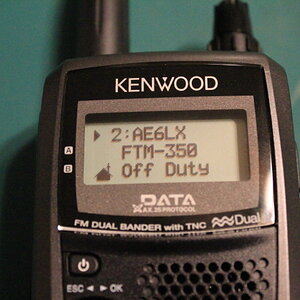 KENWOOD
2:AE6LX
A
FTM-350
B
Off Duty
DATA
AX.25 PROTOCOL
FM DUAL BANDER with TNC
Dual
ESC ◄ ► OK